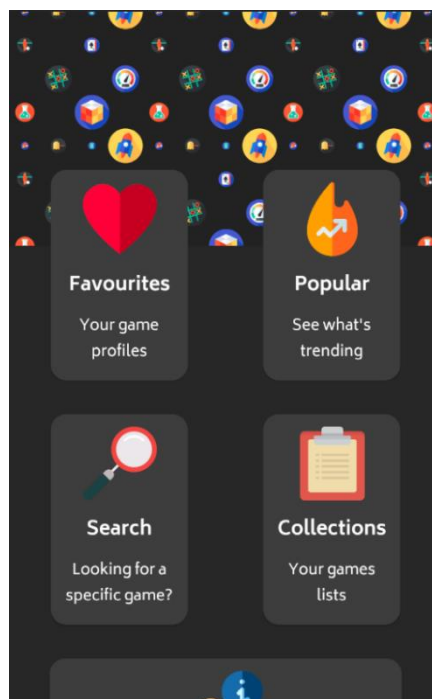 Favourites
Your game
profiles
Popular
See what's
trending
Search
Looking for a
specific game?
Collections
Your games
lists